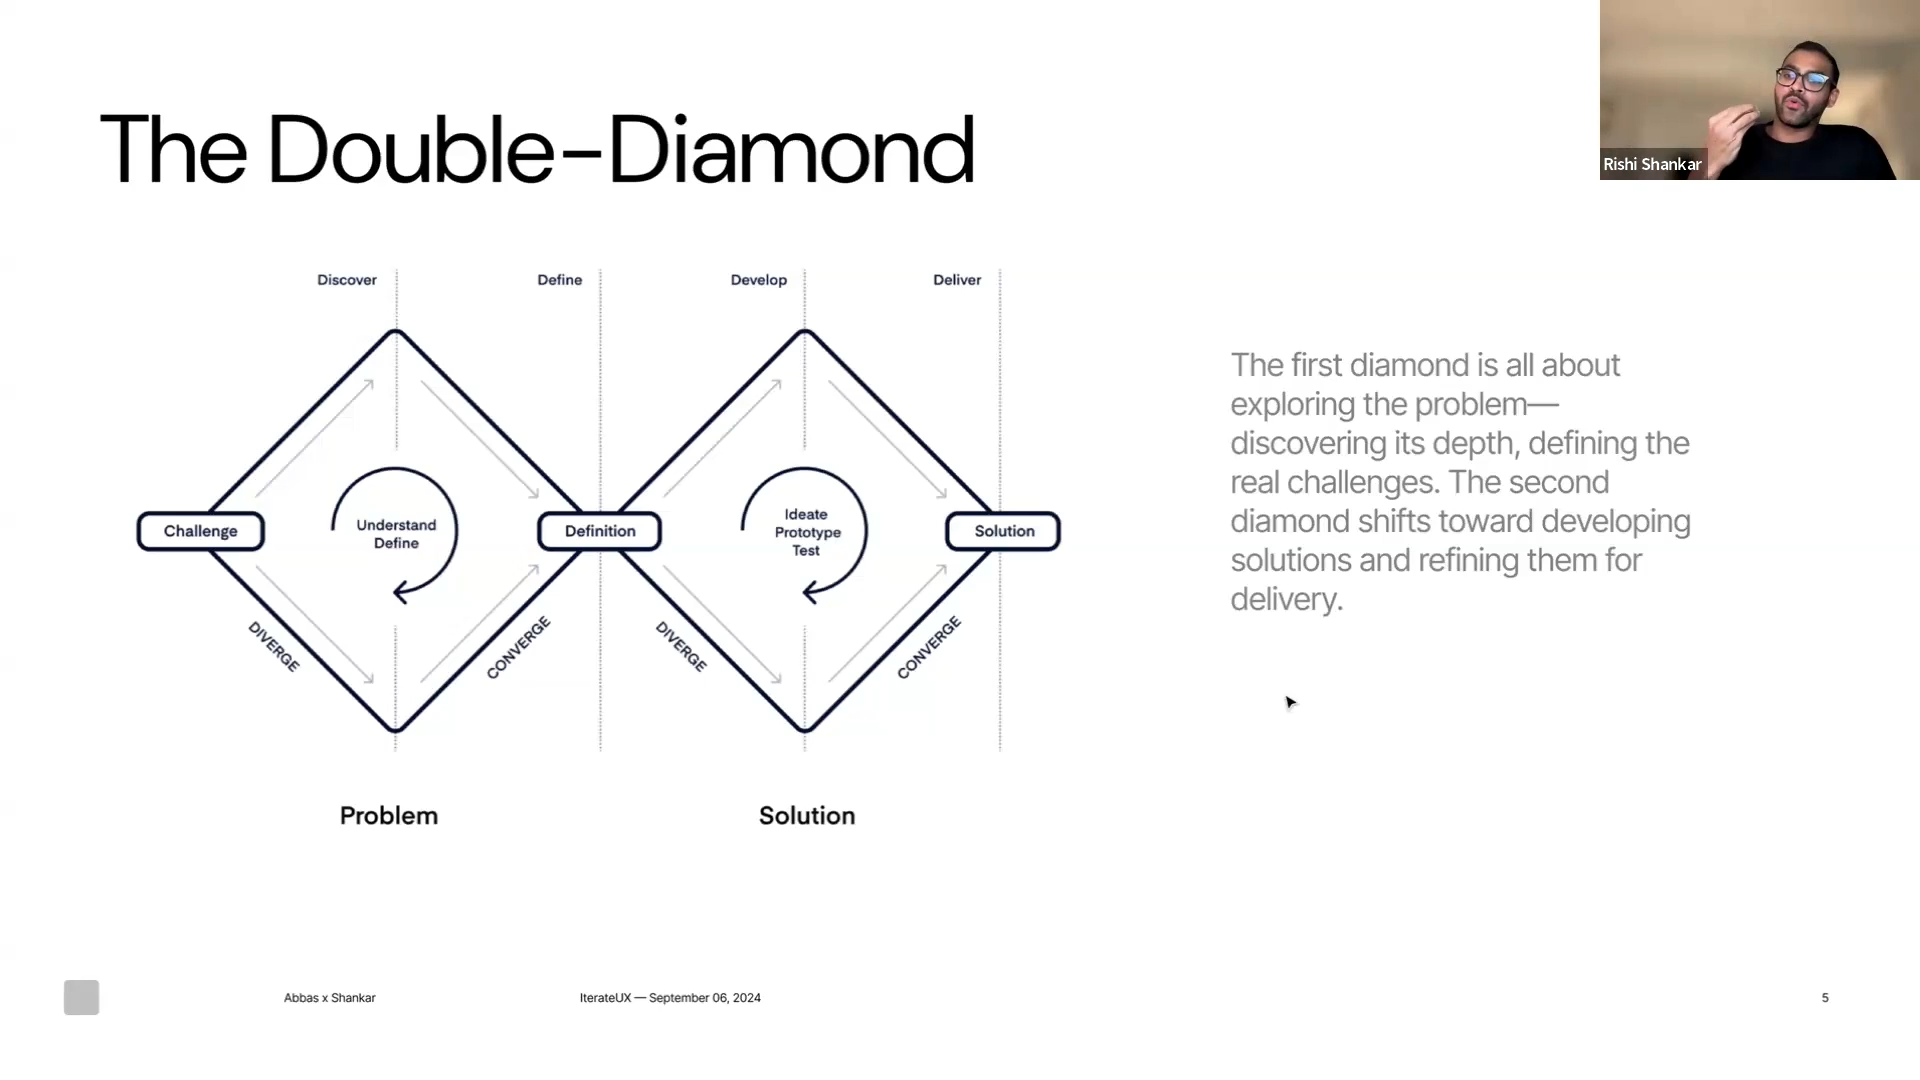 The Double–Diamond
Rishi Shankar
Discover
Define
Develop
Deliver
Challenge
Understand
Define
Definition
Ideate
Prototype
Test
Solution
DIVERGE
CONVERGE
DIVERGE
CONVERGE
Problem
Solution
The first diamond is all about
exploring the problem—
discovering its depth, defining the
real challenges. The second
diamond shifts toward developing
solutions and refining them for
delivery.
Abbas x Shankar
IterateUX — September 06, 2024
5